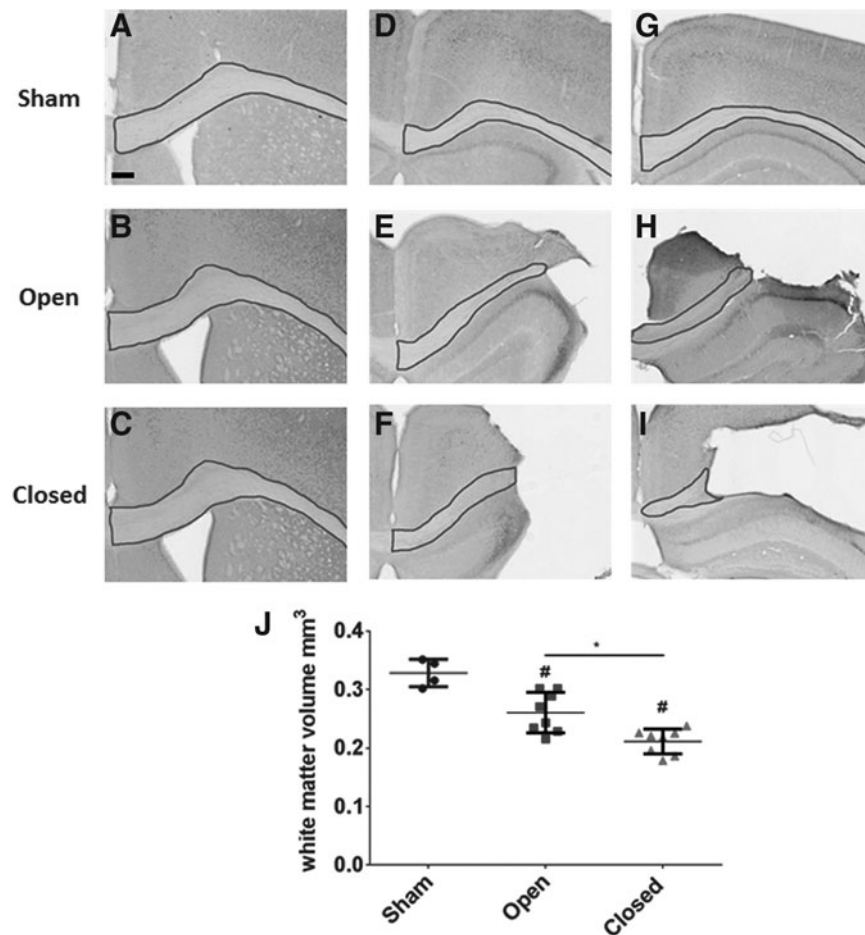 A D G
Sham
B E H
Open
C F I
Closed
J
white matter volume mm³
0.4
0.3
0.2
0.1
0.0
*
#
#
Sham
Open
Closed